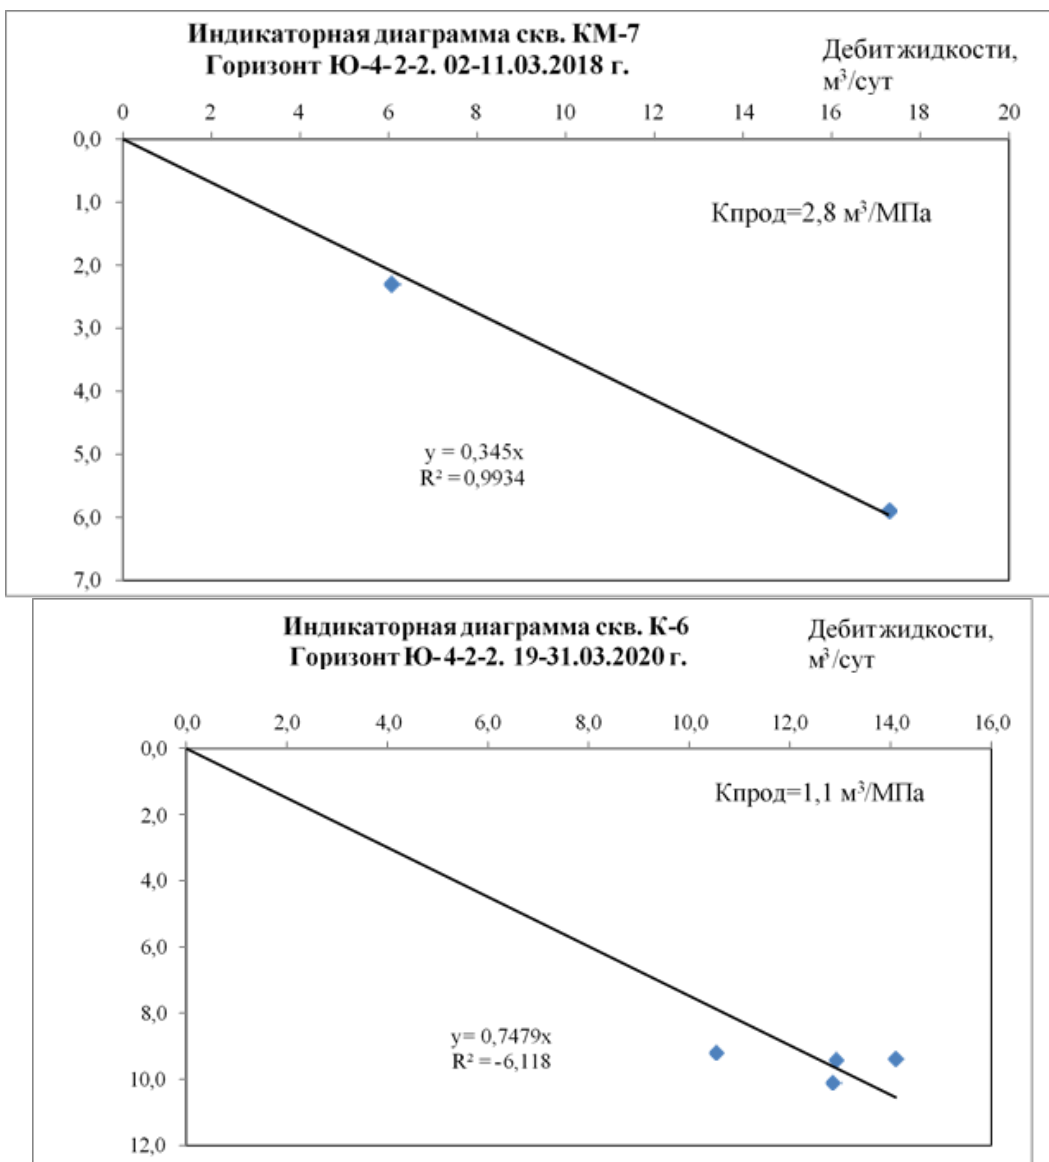 Индикаторная диаграмма скв. КМ-7
Горизонт Ю-4-2-2. 02-11.03.2018 г.
Дебит жидкости,
м³/сут
0 2 4 6 8 10 12 14 16 18 20
0,0
1,0
Кпрод=2,8 м³/МПа
2,0
3,0
4,0
5,0
y = 0,345x
R² = 0,9934
6,0
7,0
Индикаторная диаграмма скв. К-6
Горизонт Ю-4-2-2. 19-31.03.2020 г.
Дебит жидкости,
м³/сут
0,0 2,0 4,0 6,0 8,0 10,0 12,0 14,0 16,0
0,0
Кпрод=1,1 м³/МПа
2,0
4,0
6,0
8,0
y= 0,7479x
R² = -6,118
10,0
12,0